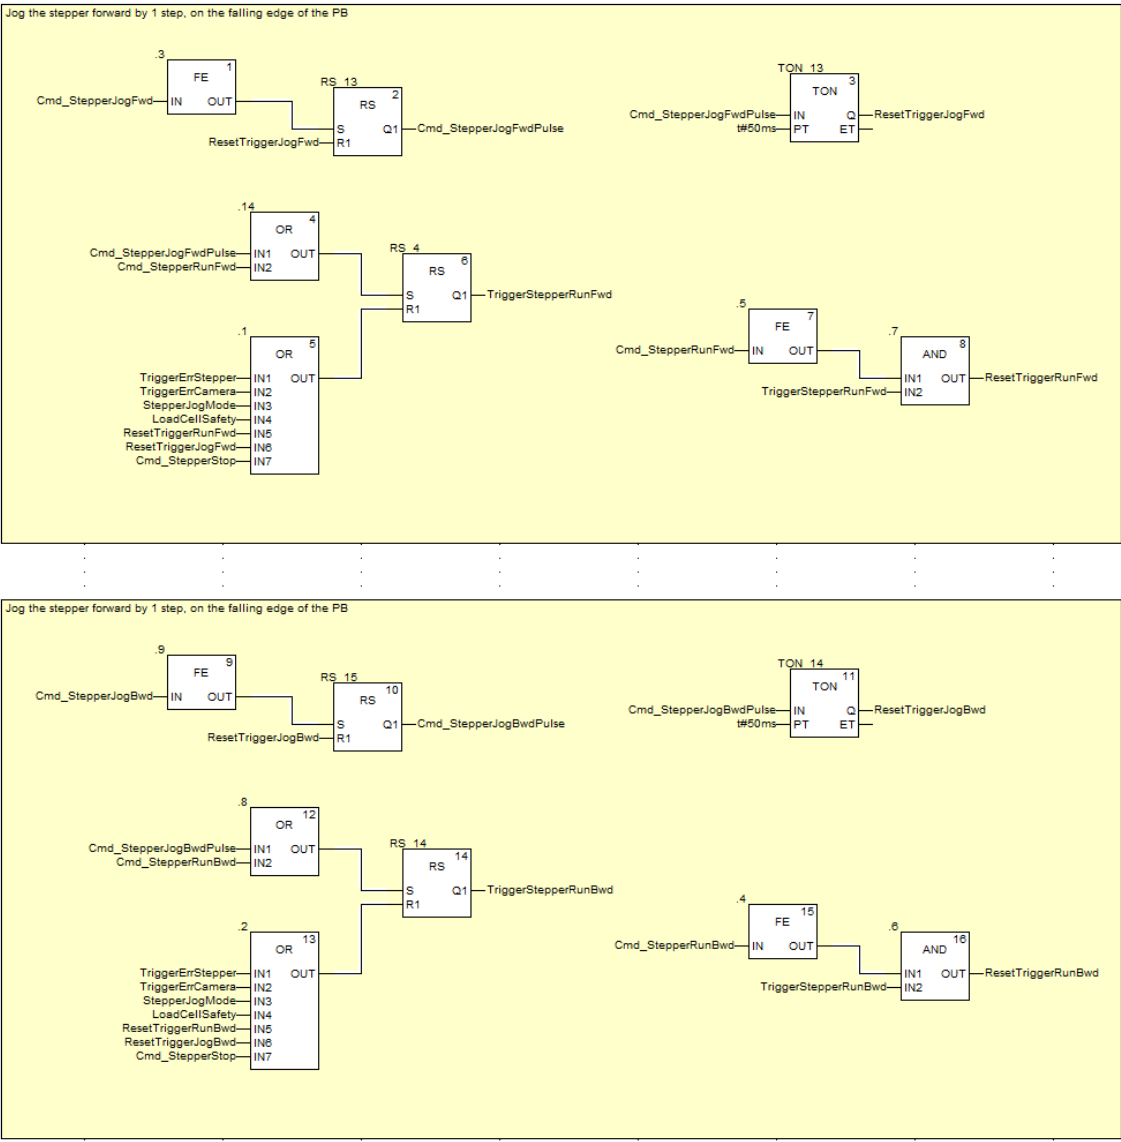 Jog the stepper forward by 1 step, on the falling edge of the PB
.3
1
FE
Cmd_StepperJogFwd IN OUT
RS_13
2
RS
S Q1 Cmd_StepperJogFwdPulse
ResetTriggerJogFwd R1
TON_13
3
TON
Cmd_StepperJogFwdPulse IN Q ResetTriggerJogFwd
t#50ms PT ET
.14
4
OR
Cmd_StepperJogFwdPulse IN1 OUT
Cmd_StepperRunFwd IN2
RS_4
6
RS
S Q1 TriggerStepperRunFwd
R1
.1
5
OR
TriggerErrStepper IN1 OUT
TriggerErrCamera IN2
StepperJogMode IN3
LoadCellSafety IN4
ResetTriggerRunFwd IN5
ResetTriggerJogFwd IN6
Cmd_StepperStop IN7
.5
7
FE
Cmd_StepperRunFwd IN OUT
.7
8
AND
IN1 OUT ResetTriggerRunFwd
TriggerStepperRunFwd IN2
Jog the stepper forward by 1 step, on the falling edge of the PB
.9
9
FE
Cmd_StepperJogBwd IN OUT
RS_15
10
RS
S Q1 Cmd_StepperJogBwdPulse
ResetTriggerJogBwd R1
TON_14
11
TON
Cmd_StepperJogBwdPulse IN Q ResetTriggerJogBwd
t#50ms PT ET
.8
12
OR
Cmd_StepperJogBwdPulse IN1 OUT
Cmd_StepperRunBwd IN2
RS_14
14
RS
S Q1 TriggerStepperRunBwd
R1
.2
13
OR
TriggerErrStepper IN1 OUT
TriggerErrCamera IN2
StepperJogMode IN3
LoadCellSafety IN4
ResetTriggerRunBwd IN5
ResetTriggerJogBwd IN6
Cmd_StepperStop IN7
.4
15
FE
Cmd_StepperRunBwd IN OUT
.6
16
AND
IN1 OUT ResetTriggerRunBwd
TriggerStepperRunBwd IN2